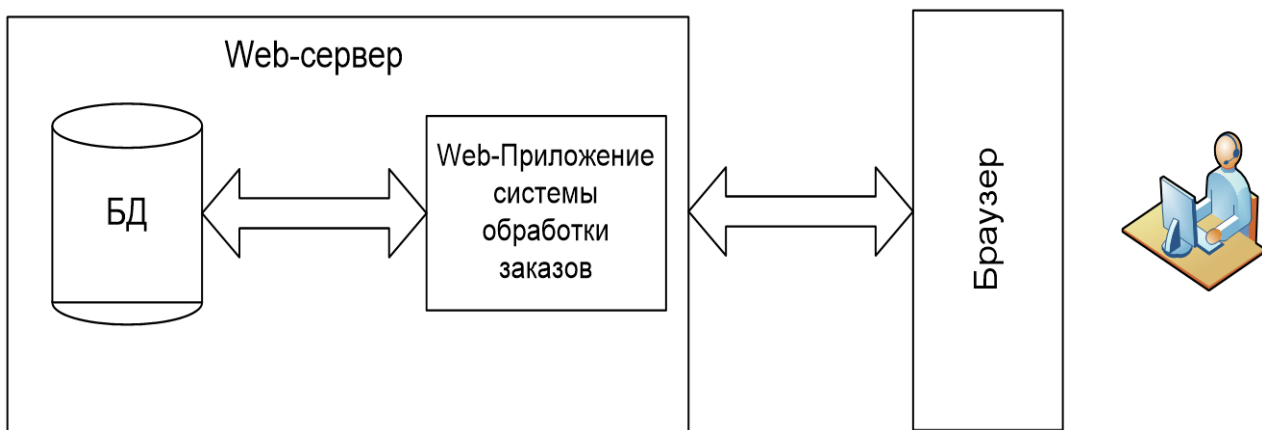 Web-сервер
БД
Web-Приложение
системы
обработки
заказов
Браузер